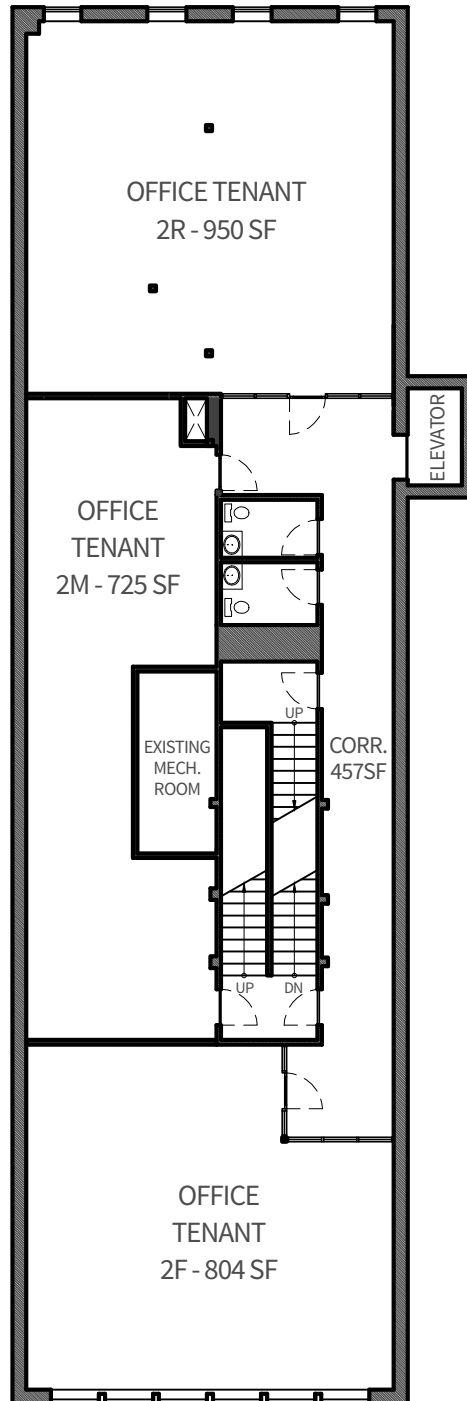 OFFICE TENANT
2R - 950 SF
ELEVATOR
OFFICE
TENANT
2M - 725 SF
UP
EXISTING
MECH.
ROOM
CORR.
457SF
UP
DN
OFFICE
TENANT
2F - 804 SF